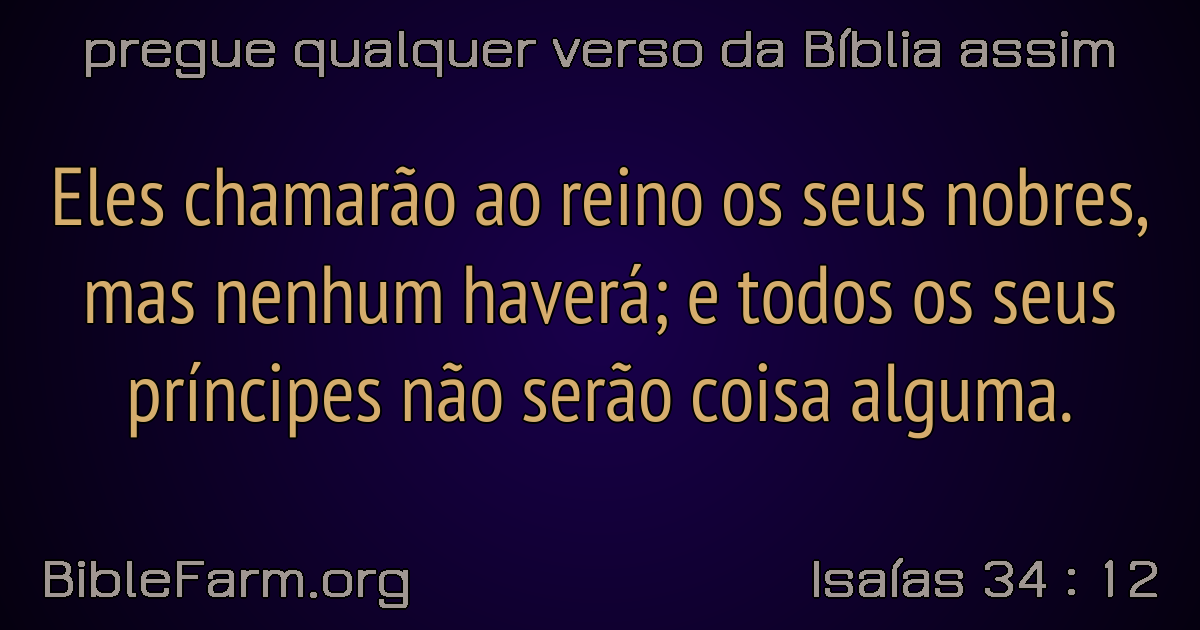 pregue qualquer verso da Bíblia assim
Eles chamarão ao reino os seus nobres,
mas nenhum haverá; e todos os seus
príncipes não serão coisa alguma.
BibleFarm.org
Isaías 34 : 12